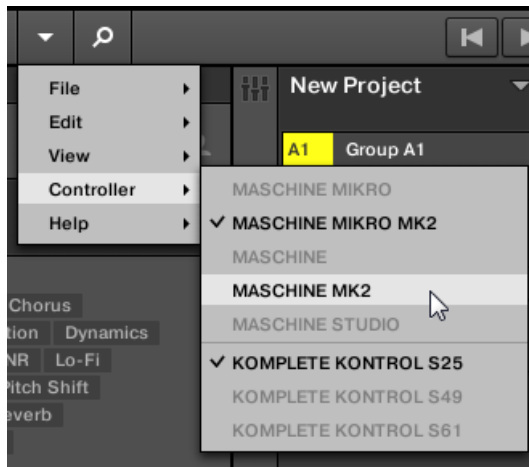 File
Edit
View
Controller
Help
New Project
A1 Group A1
MASCHINE MIKRO
MASCHINE MIKRO MK2
MASCHINE
MASCHINE MK2
MASCHINE STUDIO
KOMPLETE KONTROL S25
KOMPLETE KONTROL S49
KOMPLETE KONTROL S61
Chorus
tion Dynamics
NR Lo-Fi
Pitch Shift
everb